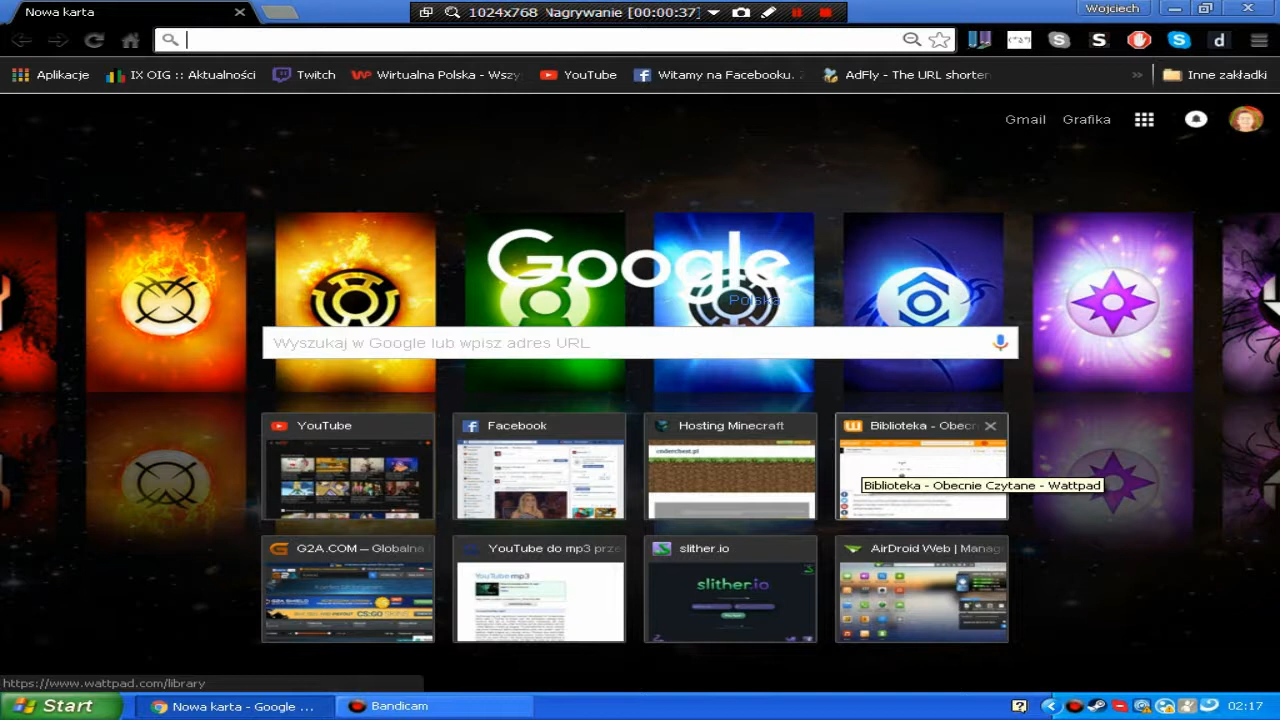 Nowa karta
1024x768 Nagrywanie [00:00:37]
Wojciech
Aplikacje
IX OIG :: Aktualności
Twitch
Wirtualna Polska - Wszy
YouTube
Witamy na Facebooku.
AdFly - The URL shorten
Inne zakładki
Gmail
Grafika
Google
Polska
Wyszukaj w Google lub wpisz adres URL
YouTube
Facebook
Hosting Minecraft
Biblioteka - Obecn
Biblioteka - Obecnie Czytane - Wattpad
G2A.COM — Globalna
YouTube do mp3 prze
slither.io
AirDroid Web | Manag
YouTube mp3
slither.io
https://www.wattpad.com/library
Start
Nowa karta - Google ...
Bandicam
02:17